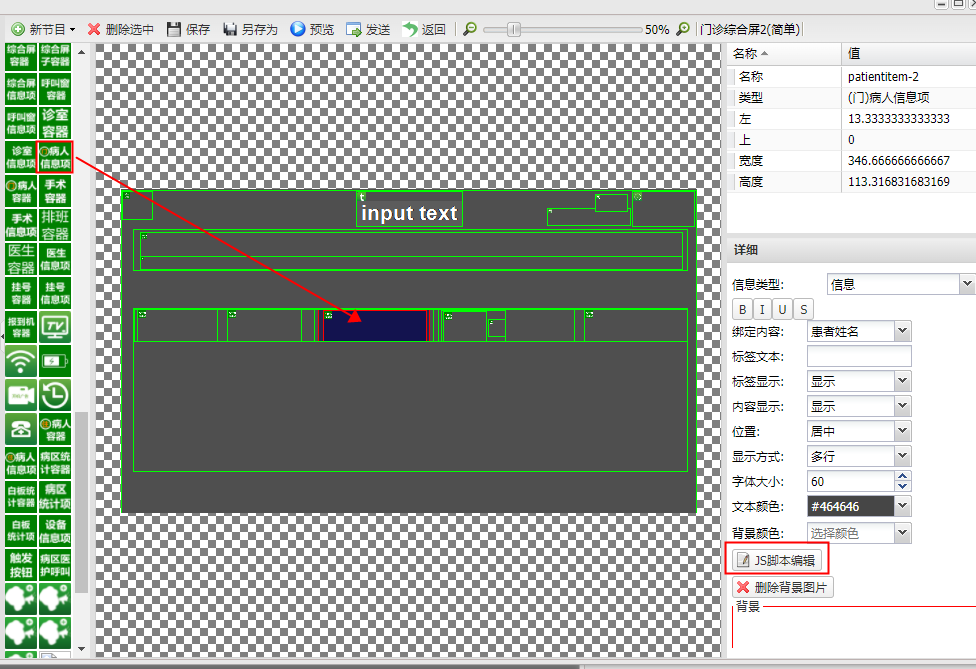 新节目 删除选中 保存 另存为 预览 发送 返回 50% 门诊综合屏2(简单)
综合屏容器 综合屏子容器
综合屏信息项 呼叫窗容器
呼叫窗信息项 诊室容器
诊室信息项 门病人信息项
门病人容器 手术容器
手术信息项 排班容器
医生容器 医生信息项
挂号容器 挂号信息项
报到机容器 TV
病人容器
病人信息项 病区统计容器
白板统计容器 病区统计项
白板统计项 设备信息项
触发按钮 病区医护呼叫
input text
名称 值
名称 patientitem-2
类型 (门)病人信息项
左 13.3333333333333
上 0
宽度 346.666666666667
高度 113.316831683169
详细
信息类型: 信息
B I U S
绑定内容: 患者姓名
标签文本:
标签显示: 显示
内容显示: 显示
位置: 居中
显示方式: 多行
字体大小: 60
文本颜色: #464646
背景颜色: 选择颜色
JS脚本编辑
删除背景图片
背景